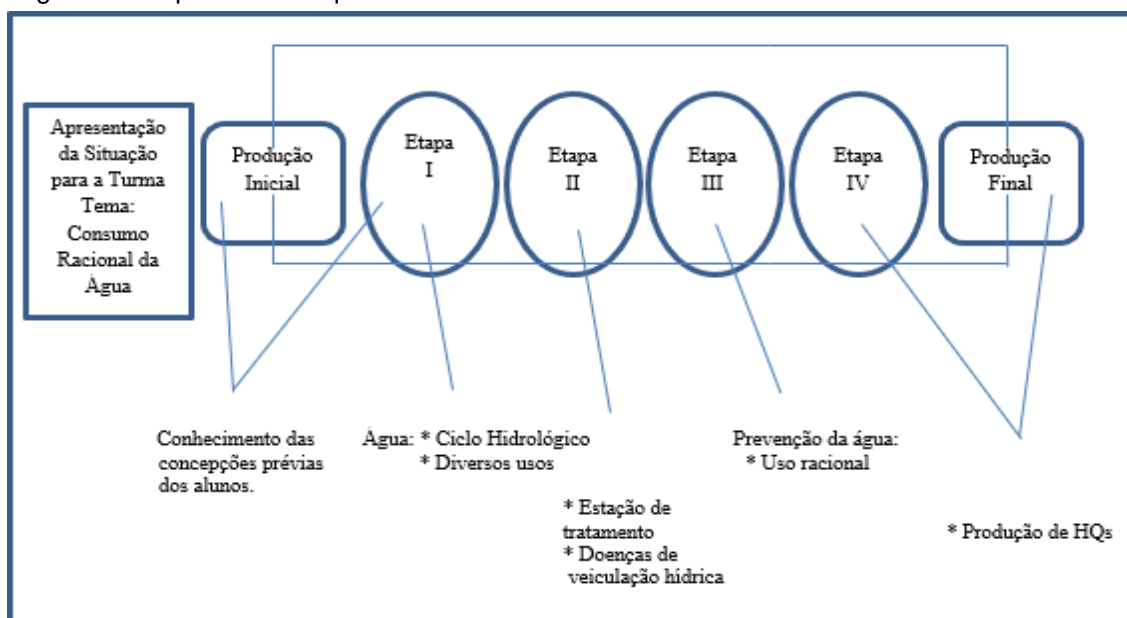 Apresentação
da Situação
para a Turma
Tema:
Consumo
Racional da
Água
Produção
Inicial
Etapa
I
Etapa
II
Etapa
III
Etapa
IV
Produção
Final
Conhecimento das
concepções prévias
dos alunos.
Água: * Ciclo Hidrológico
* Diversos usos
* Estação de
tratamento
* Doenças de
veiculação hídrica
Prevenção da água:
* Uso racional
* Produção de HQs